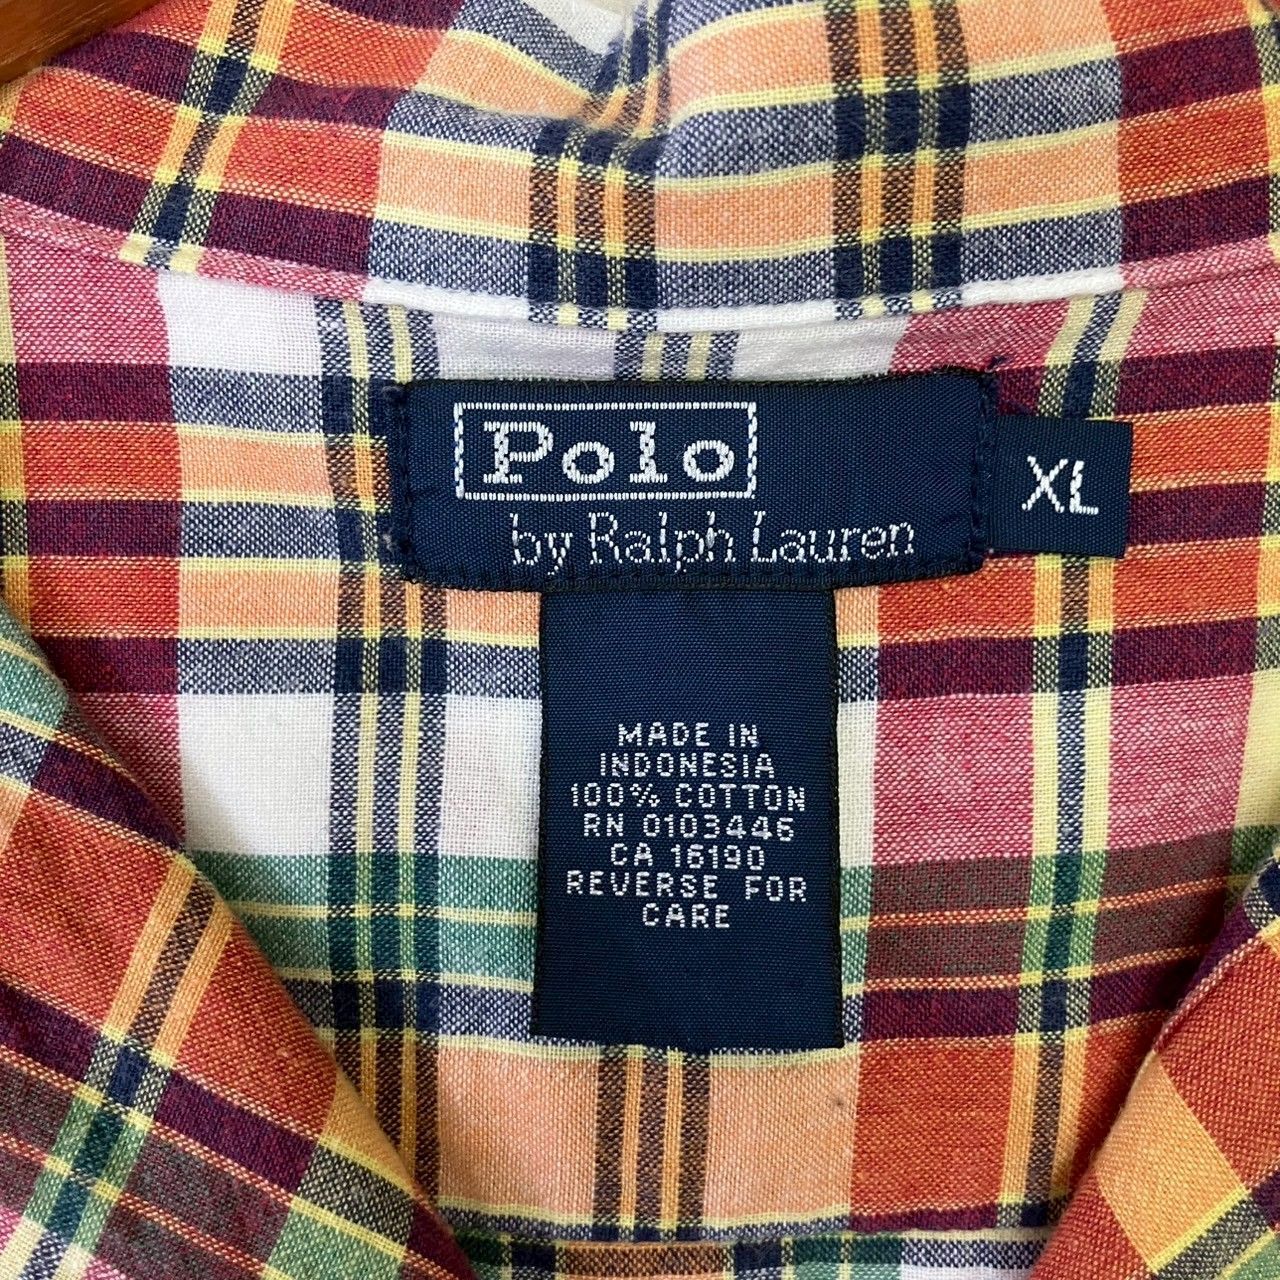 Polo
by Ralph Lauren
XL
MADE IN
INDONESIA
100% COTTON
RN 0103446
CA 16190
REVERSE FOR
CARE